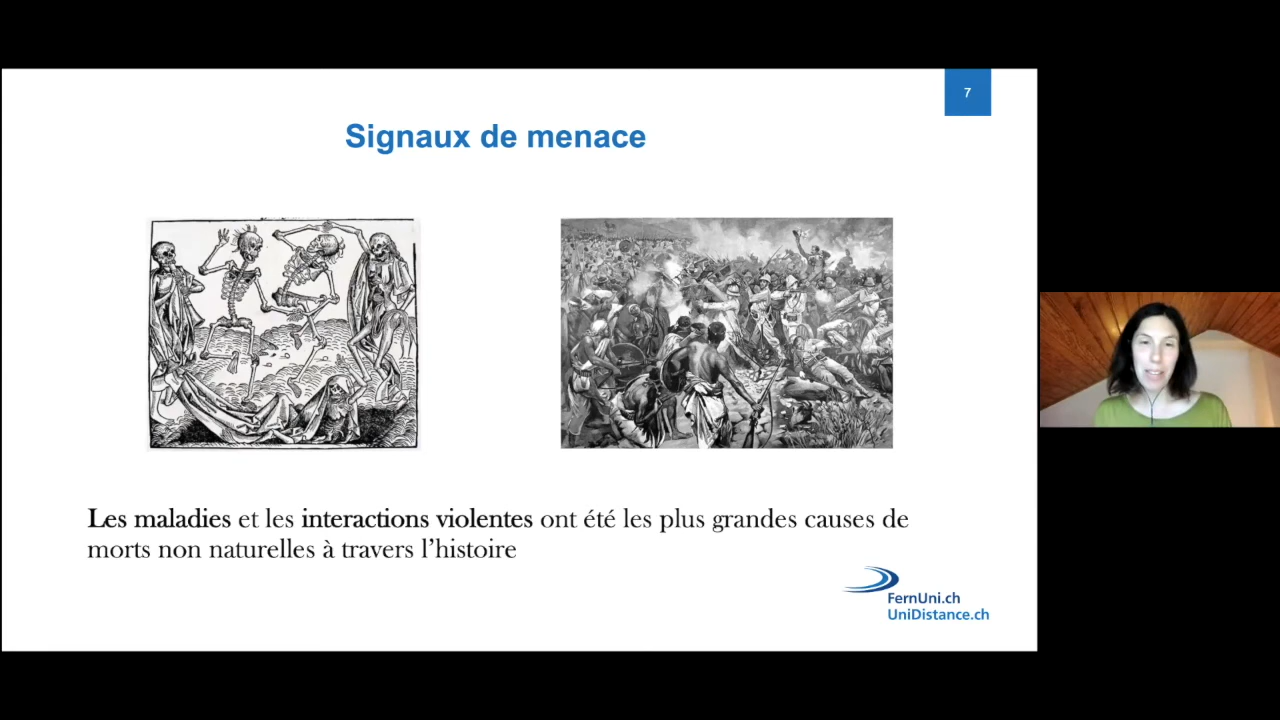 7
Signaux de menace
Les maladies et les interactions violentes ont été les plus grandes causes de
morts non naturelles à travers l’histoire
FernUni.ch
UniDistance.ch